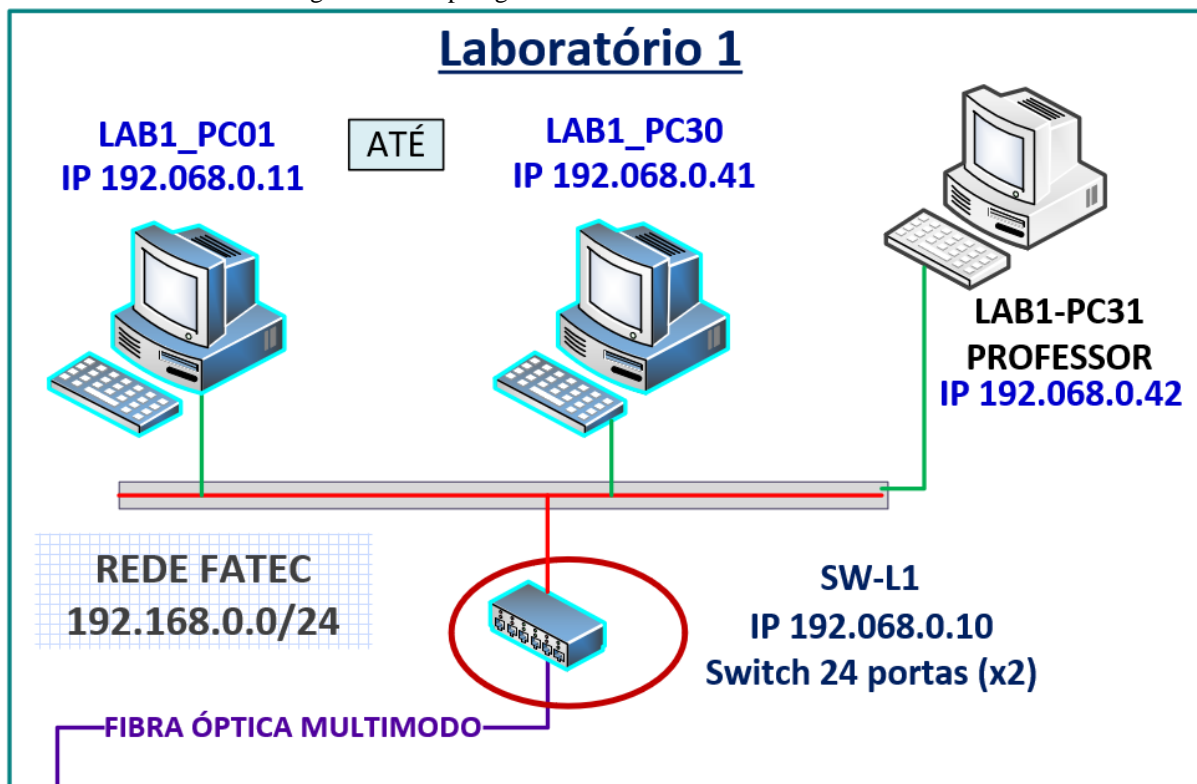 Laboratório 1
LAB1_PC01
IP 192.068.0.11
ATÉ
LAB1_PC30
IP 192.068.0.41
LAB1-PC31
PROFESSOR
IP 192.068.0.42
REDE FATEC
192.168.0.0/24
SW-L1
IP 192.068.0.10
Switch 24 portas (x2)
FIBRA ÓPTICA MULTIMODO